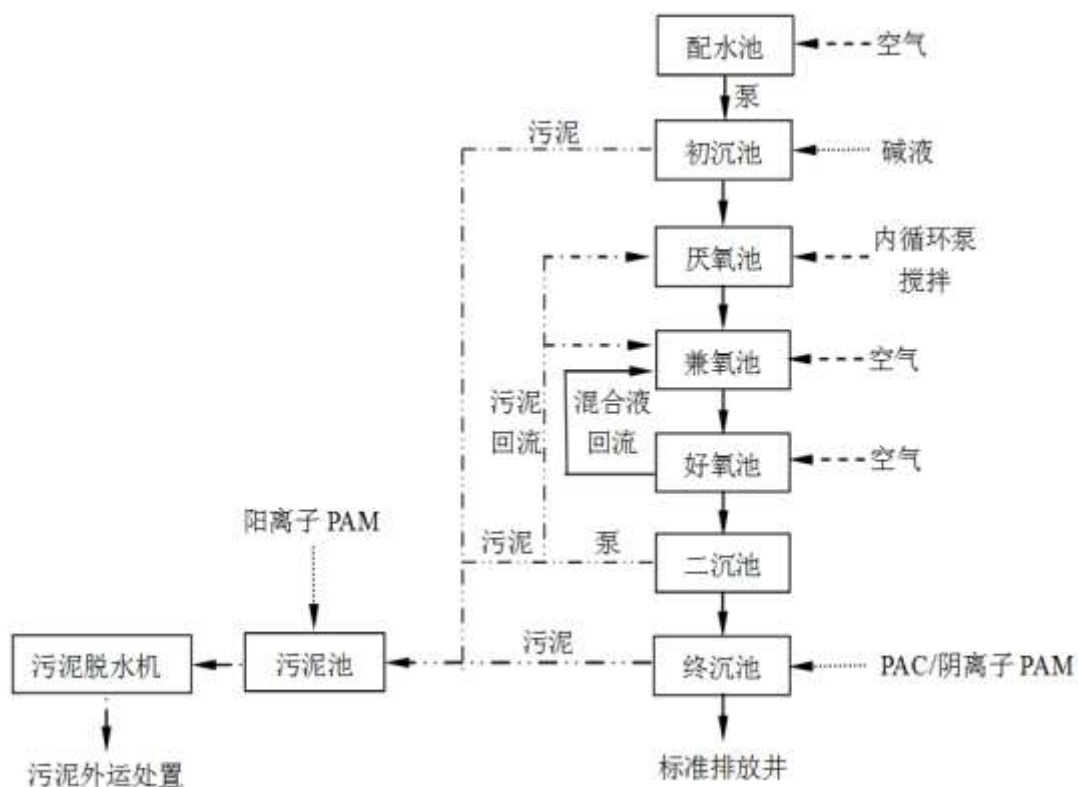 配水池
空气
泵
污泥
初沉池
碱液
厌氧池
内循环泵
搅拌
兼氧池
空气
污泥
回流
混合液
回流
好氧池
空气
阳离子 PAM
污泥
泵
二沉池
污泥脱水机
污泥池
污泥
终沉池
PAC/阴离子 PAM
污泥外运处置
标准排放井